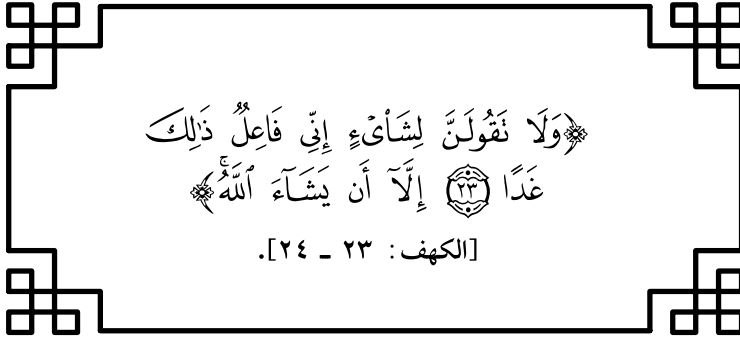 ﴿وَلَا تَقُولَنَّ لِشَاْىۡءٍ إِنِّي فَاعِلٞ ذَٰلِكَ
غَدًا ۝٢٣ إِلَّآ أَن يَشَآءَ ٱللَّهُۚ﴾
[الكهف: ٢٣ ـ ٢٤].